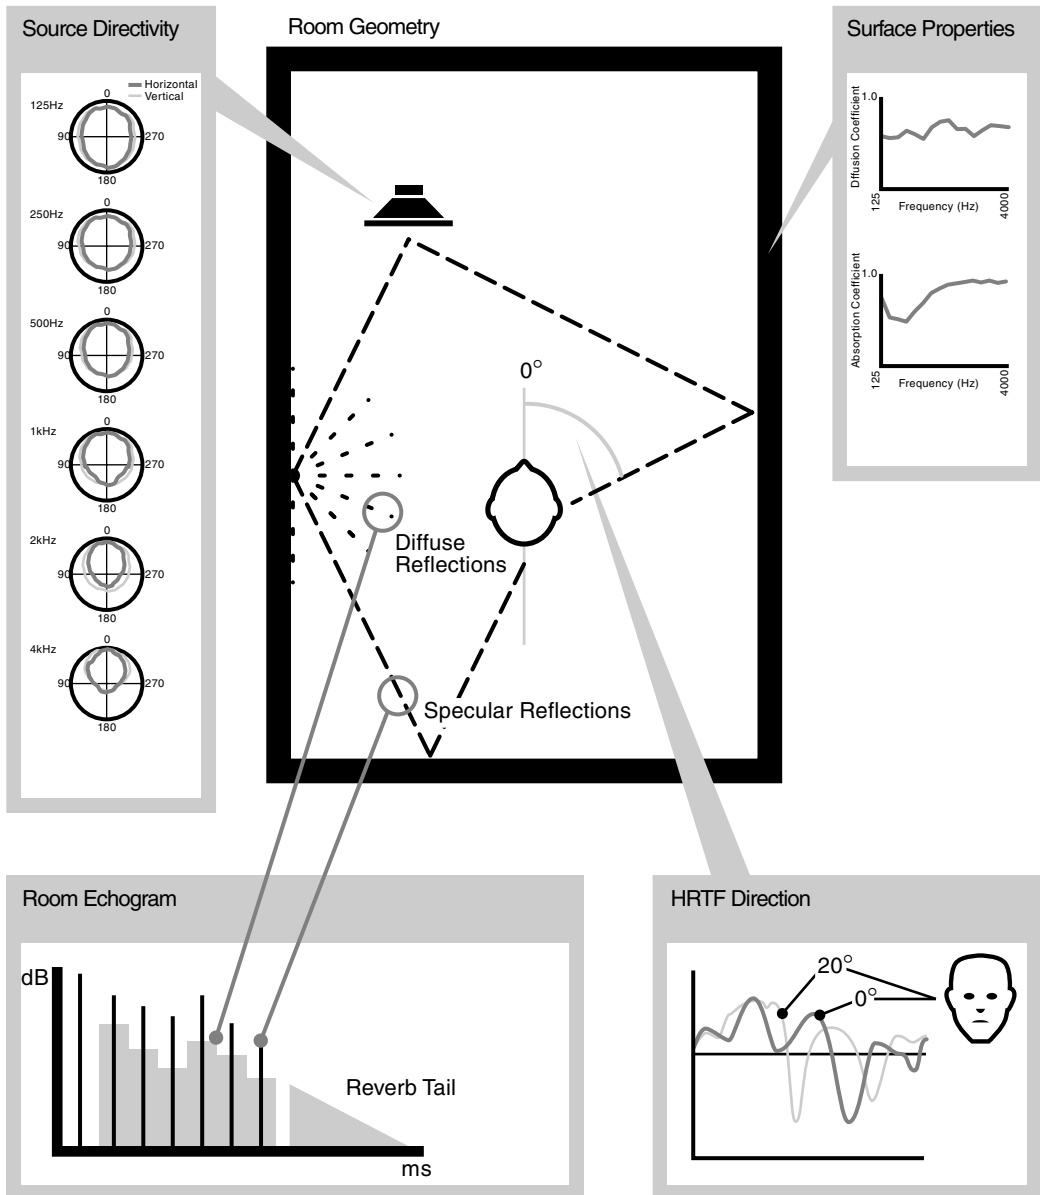 Source Directivity
Horizontal
Vertical
125Hz
0
90
270
180
250Hz
0
90
270
180
500Hz
0
90
270
180
1kHz
0
90
270
180
2kHz
0
90
270
180
4kHz
0
90
270
180
Room Geometry
0°
Diffuse
Reflections
Specular Reflections
Surface Properties
1.0
Dffusion Coefficient
125
Frequency (Hz)
4000
1.0
Absorption Coefficient
125
Frequency (Hz)
4000
Room Echogram
dB
Reverb Tail
ms
HRTF Direction
20°
0°